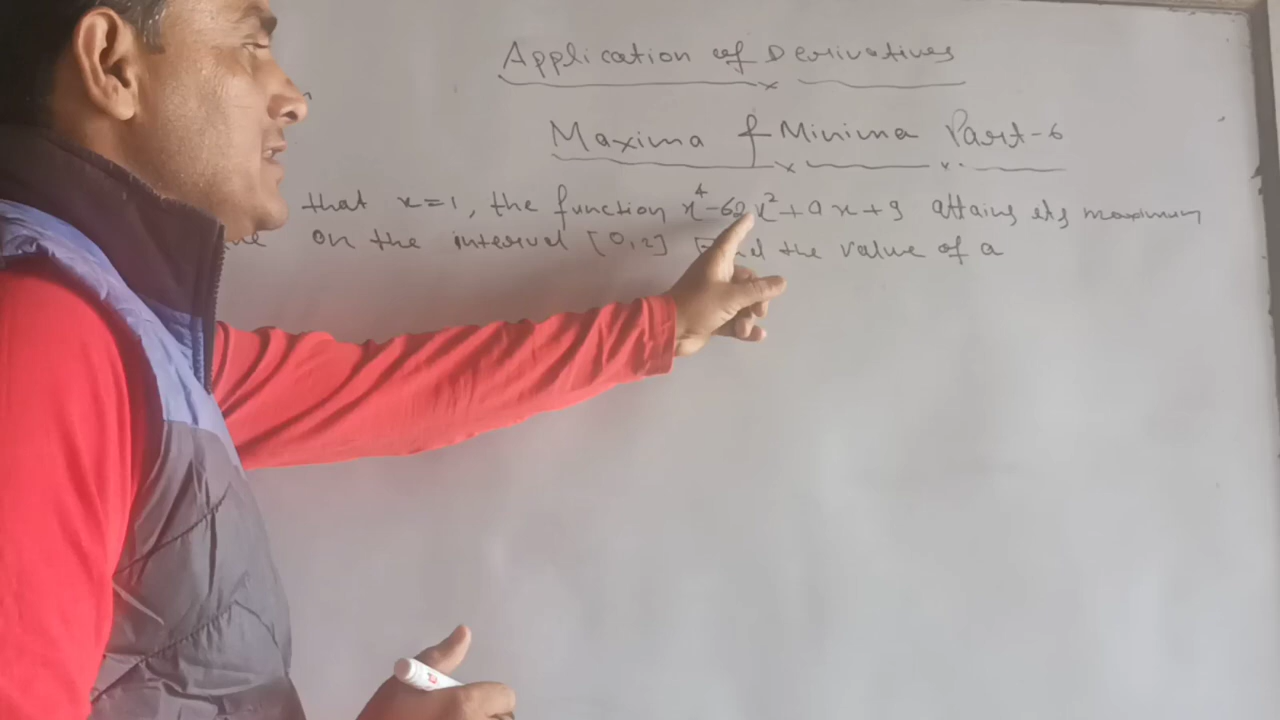 Application of Derivatives
Maxima & Minima Part-6
that x=1, the function x⁴-62x²+ax+9 attains its maximum
on the interval [0,2] the value of a